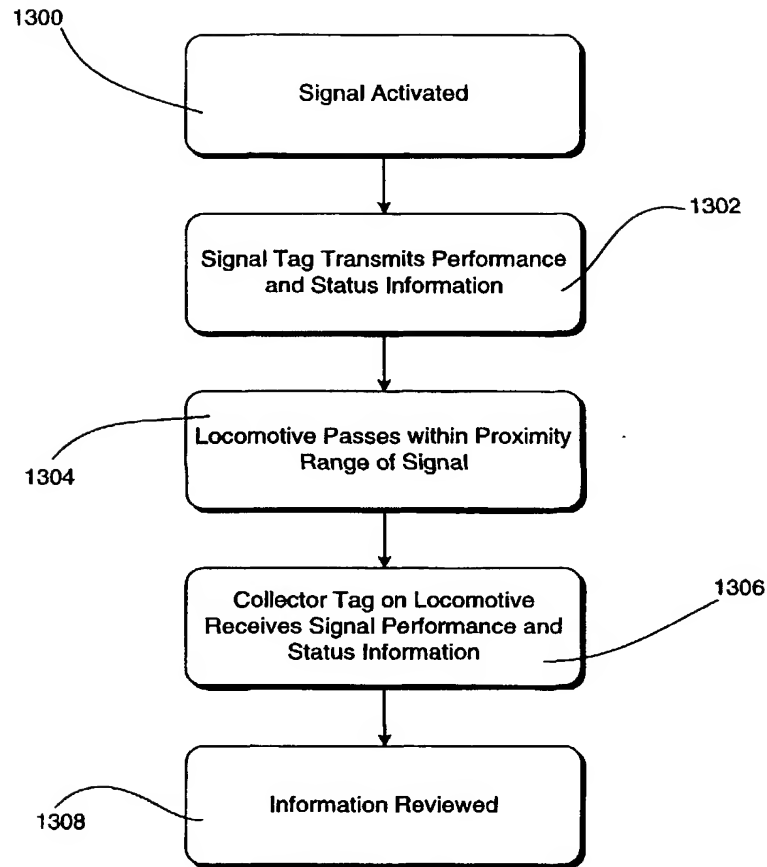 1300
Signal Activated
1302
Signal Tag Transmits Performance
and Status Information
Locomotive Passes within Proximity
Range of Signal
1304
1306
Collector Tag on Locomotive
Receives Signal Performance and
Status Information
Information Reviewed
1308